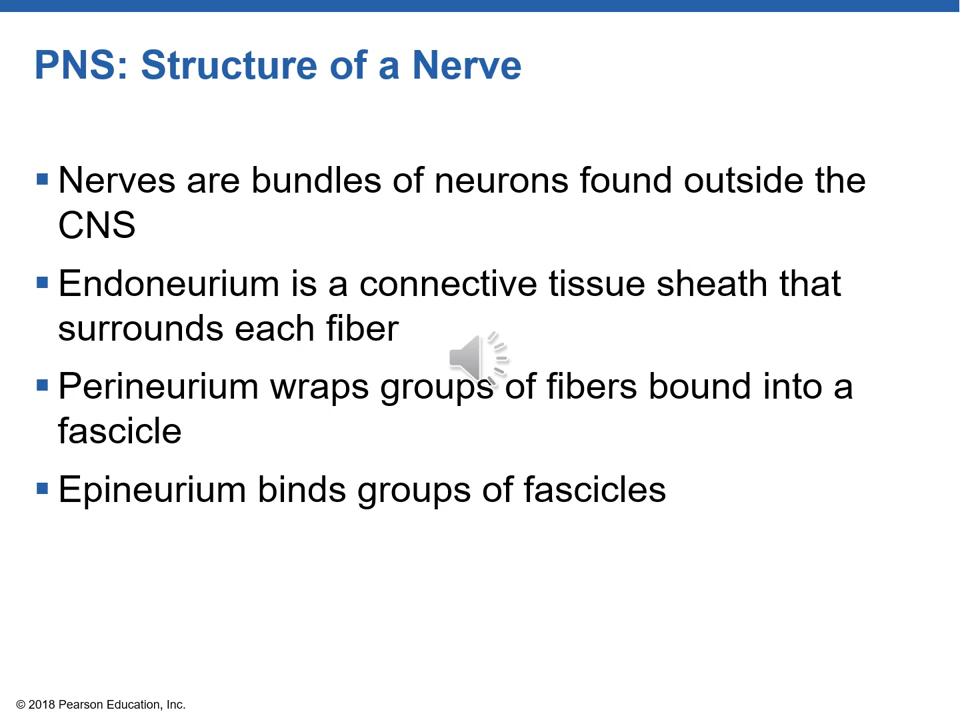 PNS: Structure of a Nerve
▪ Nerves are bundles of neurons found outside the
CNS
▪ Endoneurium is a connective tissue sheath that
surrounds each fiber
▪ Perineurium wraps groups of fibers bound into a
fascicle
▪ Epineurium binds groups of fascicles
© 2018 Pearson Education, Inc.